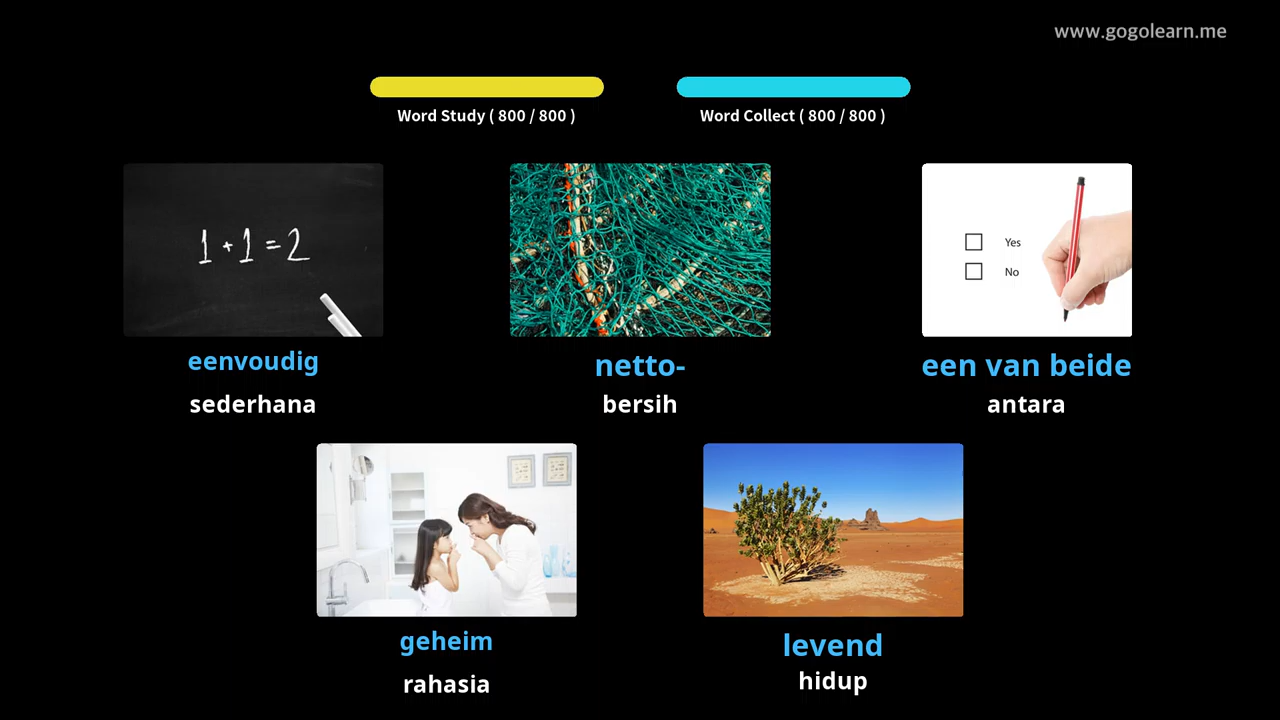 www.gogolearn.me
Word Study ( 800 / 800 )
Word Collect ( 800 / 800 )
1 + 1 = 2
Yes
No
eenvoudig
netto-
een van beide
sederhana
bersih
antara
geheim
levend
rahasia
hidup